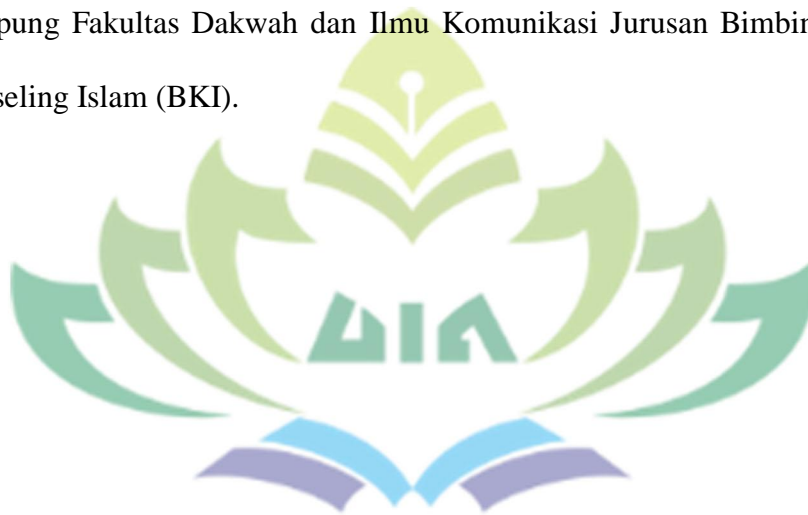 pung Fakultas Dakwah dan Ilmu Komunikasi Jurusan Bimbin
seling Islam (BKI).
UIN